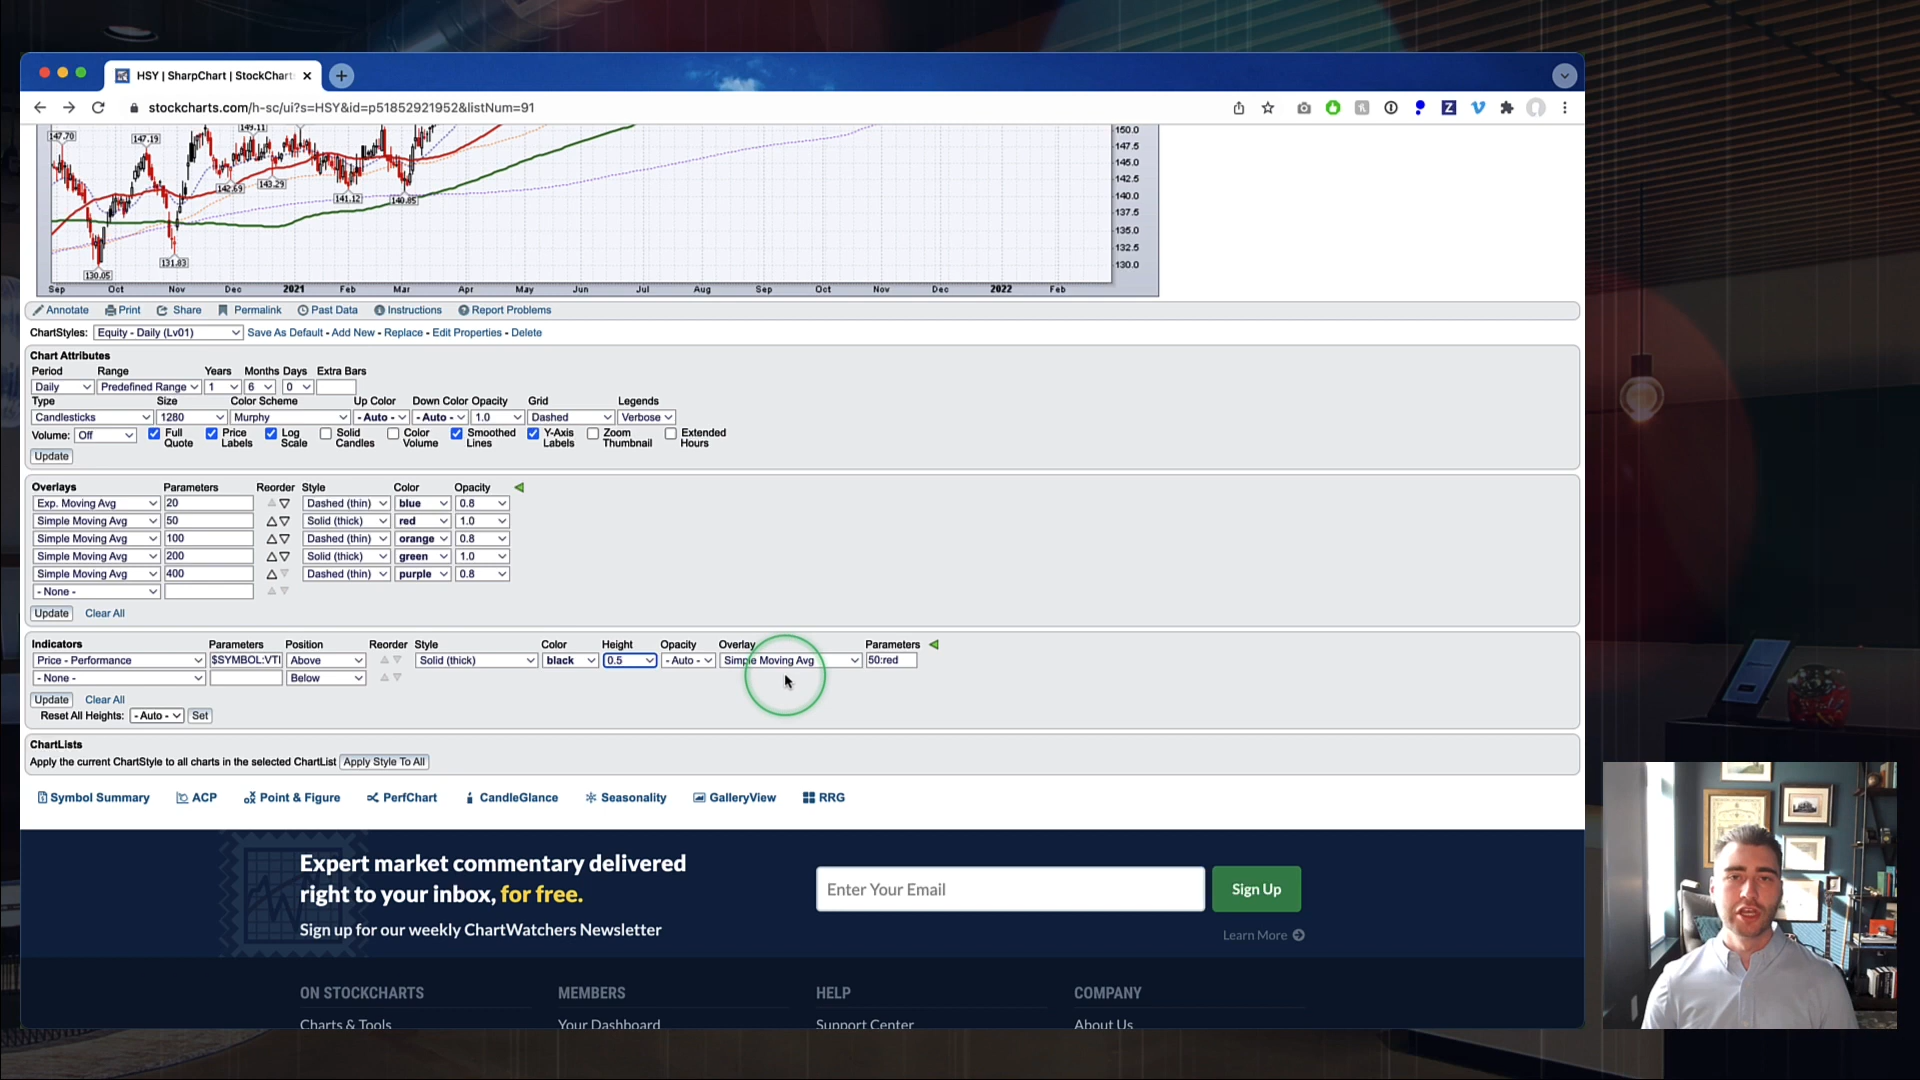 HSY | SharpChart | StockChart
stockcharts.com/h-sc/ui?s=HSY&id=p51852921952&listNum=91
147.70 147.19 149.11 150.0
147.5
145.0
142.69 143.29 141.12 140.85 142.5
140.0
137.5
135.0
131.83 132.5
130.05 130.0
Sep Oct Nov Dec 2021 Feb Mar Apr May Jun Jul Aug Sep Oct Nov Dec 2022 Feb
Annotate Print Share Permalink Past Data Instructions Report Problems
ChartStyles: Equity - Daily (Lv01) Save As Default - Add New - Replace - Edit Properties - Delete
Chart Attributes
Period Range Years Months Days Extra Bars
Daily Predefined Range 1 6 0
Type Size Color Scheme Up Color Down Color Opacity Grid Legends
Candlesticks 1280 Murphy - Auto - - Auto - 1.0 Dashed Verbose
Volume: Off Full Quote Price Labels Log Scale Solid Candles Color Volume Smoothed Lines Y-Axis Labels Zoom Thumbnail Extended Hours
Update
Overlays Parameters Reorder Style Color Opacity
Exp. Moving Avg 20 Dashed (thin) blue 0.8
Simple Moving Avg 50 Solid (thick) red 1.0
Simple Moving Avg 100 Dashed (thin) orange 0.8
Simple Moving Avg 200 Solid (thick) green 1.0
Simple Moving Avg 400 Dashed (thin) purple 0.8
- None -
Update Clear All
Indicators Parameters Position Reorder Style Color Height Opacity Overlay Parameters
Price - Performance $SYMBOL:VTI Above Solid (thick) black 0.5 - Auto - Simple Moving Avg 50:red
- None - Below
Update Clear All
Reset All Heights: - Auto - Set
ChartLists
Apply the current ChartStyle to all charts in the selected ChartList Apply Style To All
Symbol Summary ACP Point & Figure PerfChart CandleGlance Seasonality GalleryView RRG
Expert market commentary delivered
right to your inbox, for free.
Sign up for our weekly ChartWatchers Newsletter
Enter Your Email Sign Up
Learn More
ON STOCKCHARTS MEMBERS HELP COMPANY
Charts & Tools Your Dashboard Support Center About Us